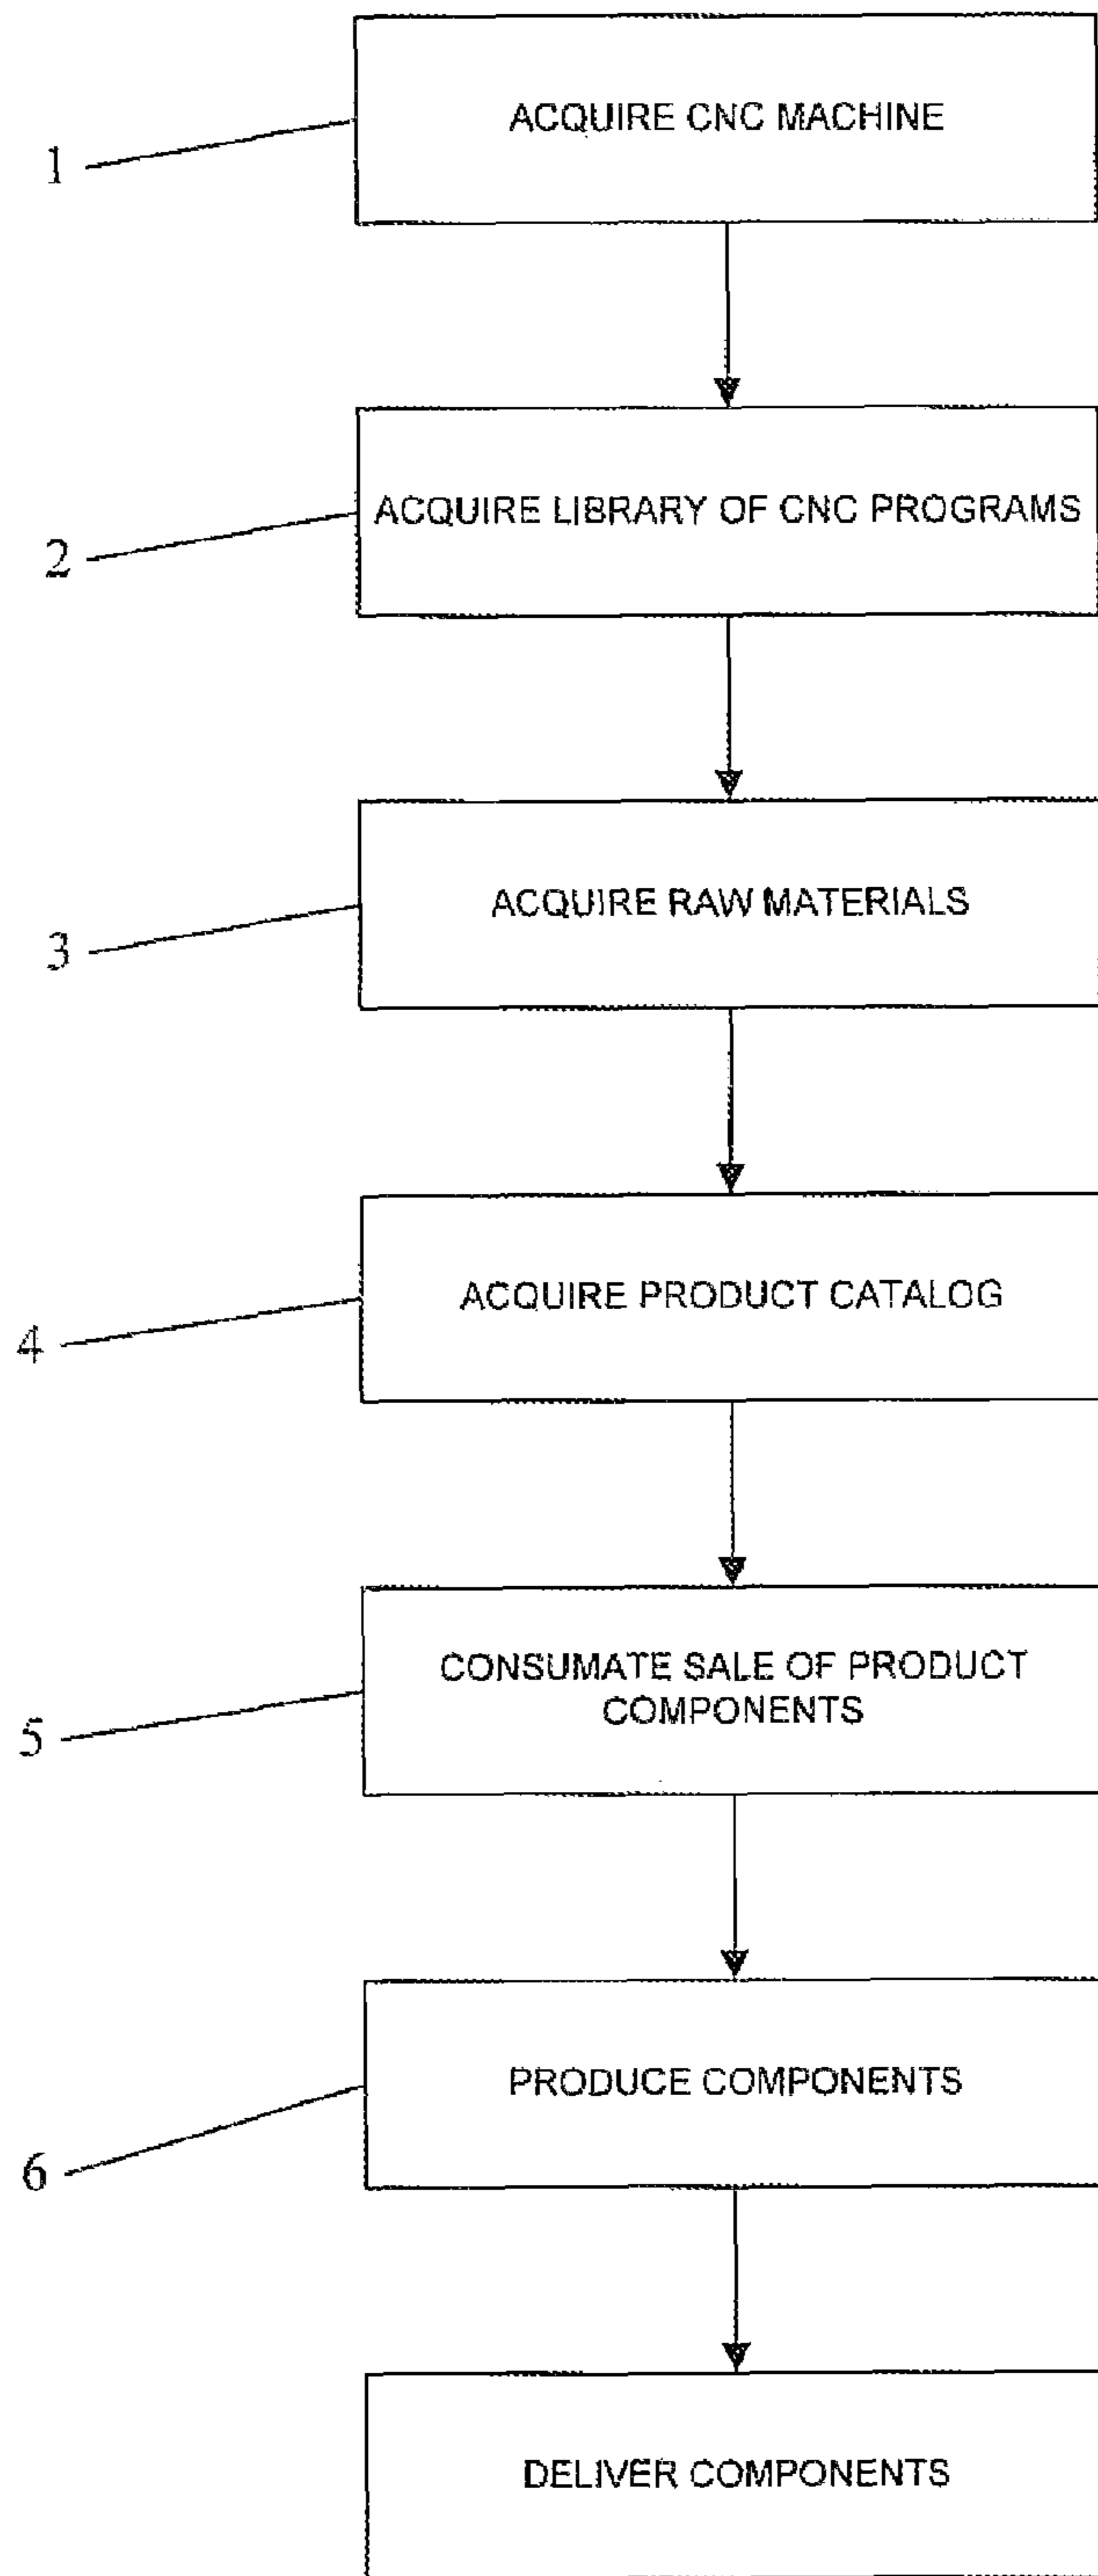 ACQUIRE CNC MACHINE
1
ACQUIRE LIBRARY OF CNC PROGRAMS
2
ACQUIRE RAW MATERIALS
3
ACQUIRE PRODUCT CATALOG
4
CONSUMATE SALE OF PRODUCT
COMPONENTS
5
PRODUCE COMPONENTS
6
DELIVER COMPONENTS